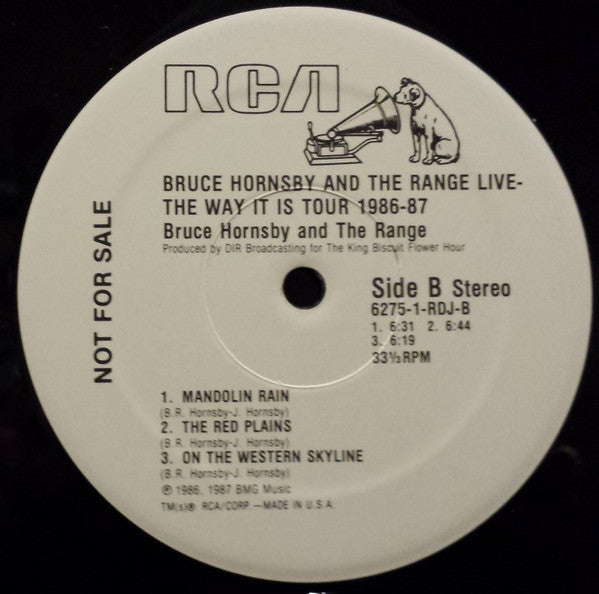 RCA
BRUCE HORNSBY AND THE RANGE LIVE-
THE WAY IT IS TOUR 1986-87
Bruce Hornsby and The Range
Produced by DIR Broadcasting for The King Biscuit Flower Hour
NOT FOR SALE
Side B Stereo
6275-1-RDJ-B
1. 6:31 2. 6:44
3. 6:19
33⅓RPM
1. MANDOLIN RAIN
(B.R. Hornsby-J. Hornsby)
2. THE RED PLAINS
(B.R. Hornsby-J. Hornsby)
3. ON THE WESTERN SKYLINE
(B.R. Hornsby-J. Hornsby)
℗ 1986, 1987 BMG Music
TM(s)® RCA/CORP.—MADE IN U.S.A.